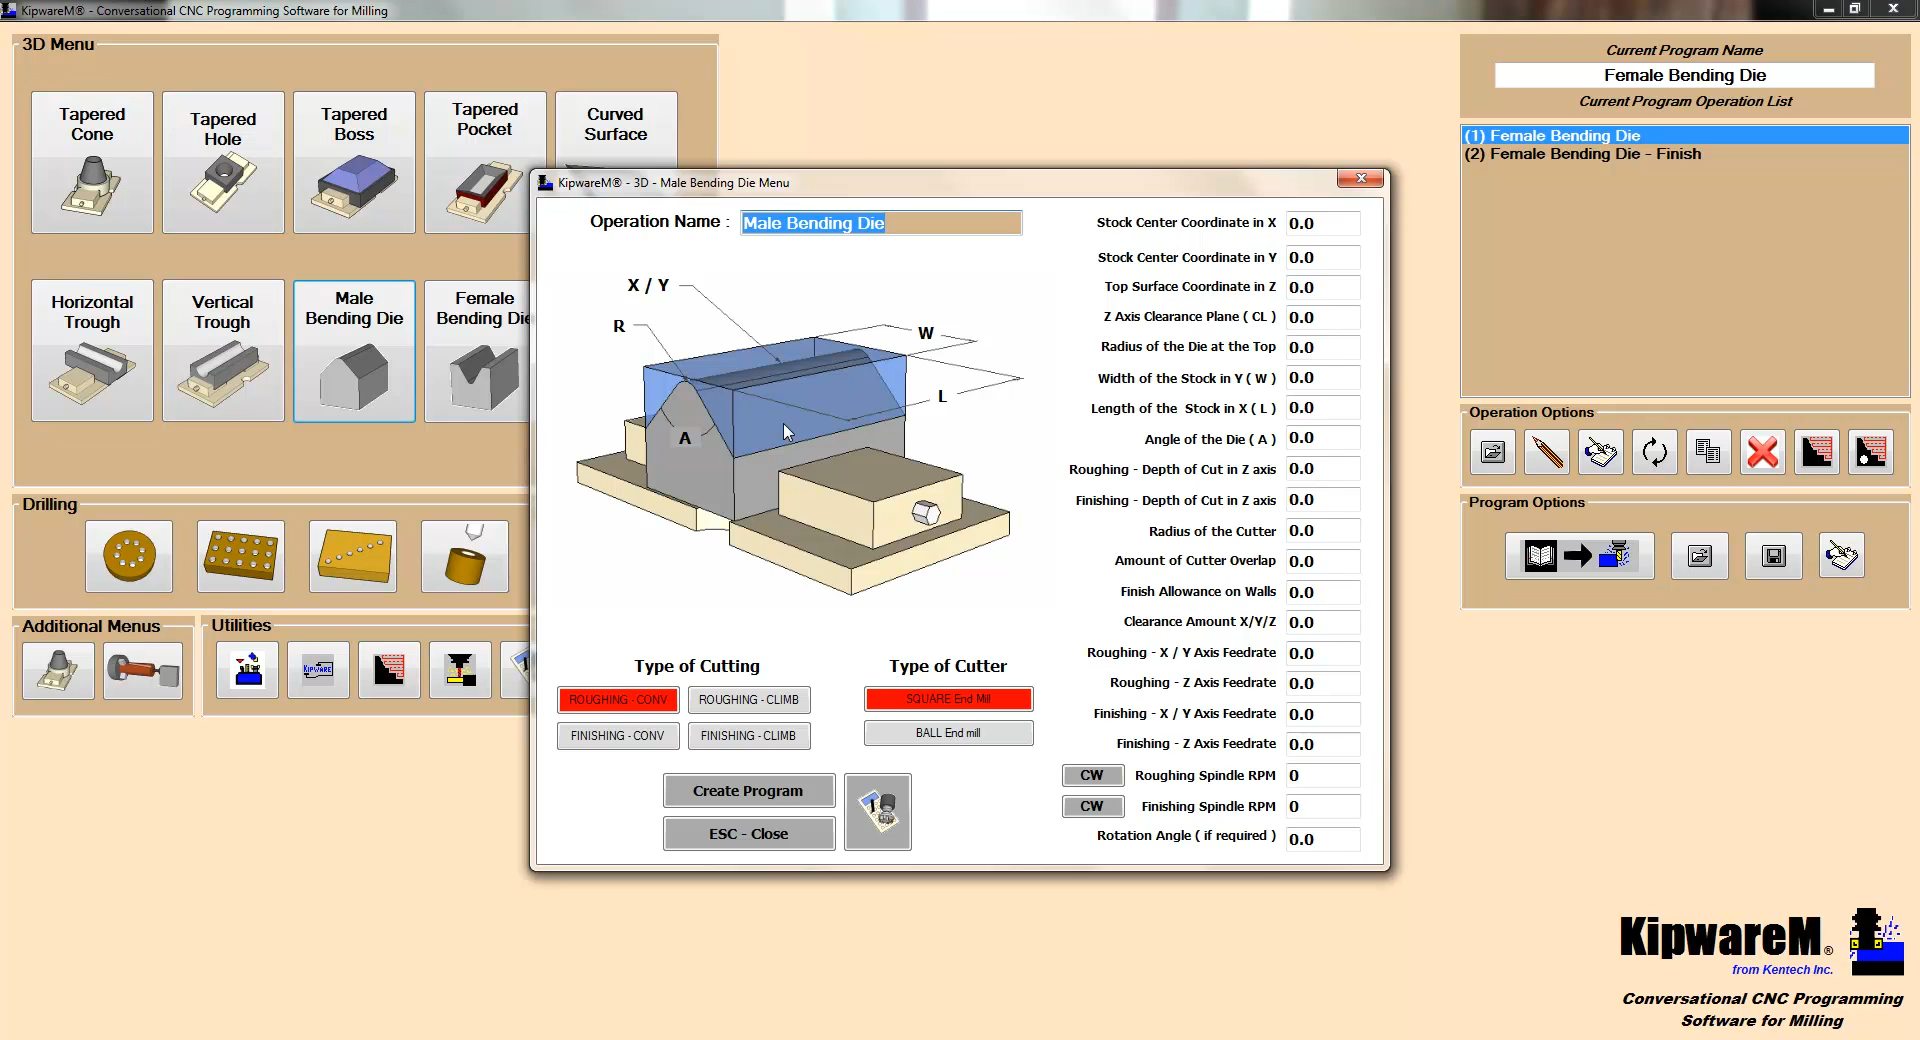 KipwareM® - Conversational CNC Programming Software for Milling
3D Menu
Tapered
Cone
Tapered
Hole
Tapered
Boss
Tapered
Pocket
Curved
Surface
Horizontal
Trough
Vertical
Trough
Male
Bending Die
Female
Bending Die
Drilling
Additional Menus
Utilities
KIPWARE
KipwareM® - 3D - Male Bending Die Menu
Operation Name :
Male Bending Die
X / Y
R
W
L
A
Type of Cutting
ROUGHING - CONV
ROUGHING - CLIMB
FINISHING - CONV
FINISHING - CLIMB
Type of Cutter
SQUARE End Mill
BALL End mill
Create Program
ESC - Close
Stock Center Coordinate in X 0.0
Stock Center Coordinate in Y 0.0
Top Surface Coordinate in Z 0.0
Z Axis Clearance Plane ( CL ) 0.0
Radius of the Die at the Top 0.0
Width of the Stock in Y ( W ) 0.0
Length of the Stock in X ( L ) 0.0
Angle of the Die ( A ) 0.0
Roughing - Depth of Cut in Z axis 0.0
Finishing - Depth of Cut in Z axis 0.0
Radius of the Cutter 0.0
Amount of Cutter Overlap 0.0
Finish Allowance on Walls 0.0
Clearance Amount X/Y/Z 0.0
Roughing - X / Y Axis Feedrate 0.0
Roughing - Z Axis Feedrate 0.0
Finishing - X / Y Axis Feedrate 0.0
Finishing - Z Axis Feedrate 0.0
CW Roughing Spindle RPM 0
CW Finishing Spindle RPM 0
Rotation Angle ( if required ) 0.0
Current Program Name
Female Bending Die
Current Program Operation List
(1) Female Bending Die
(2) Female Bending Die - Finish
Operation Options
Program Options
KipwareM®
from Kentech Inc.
Conversational CNC Programming
Software for Milling